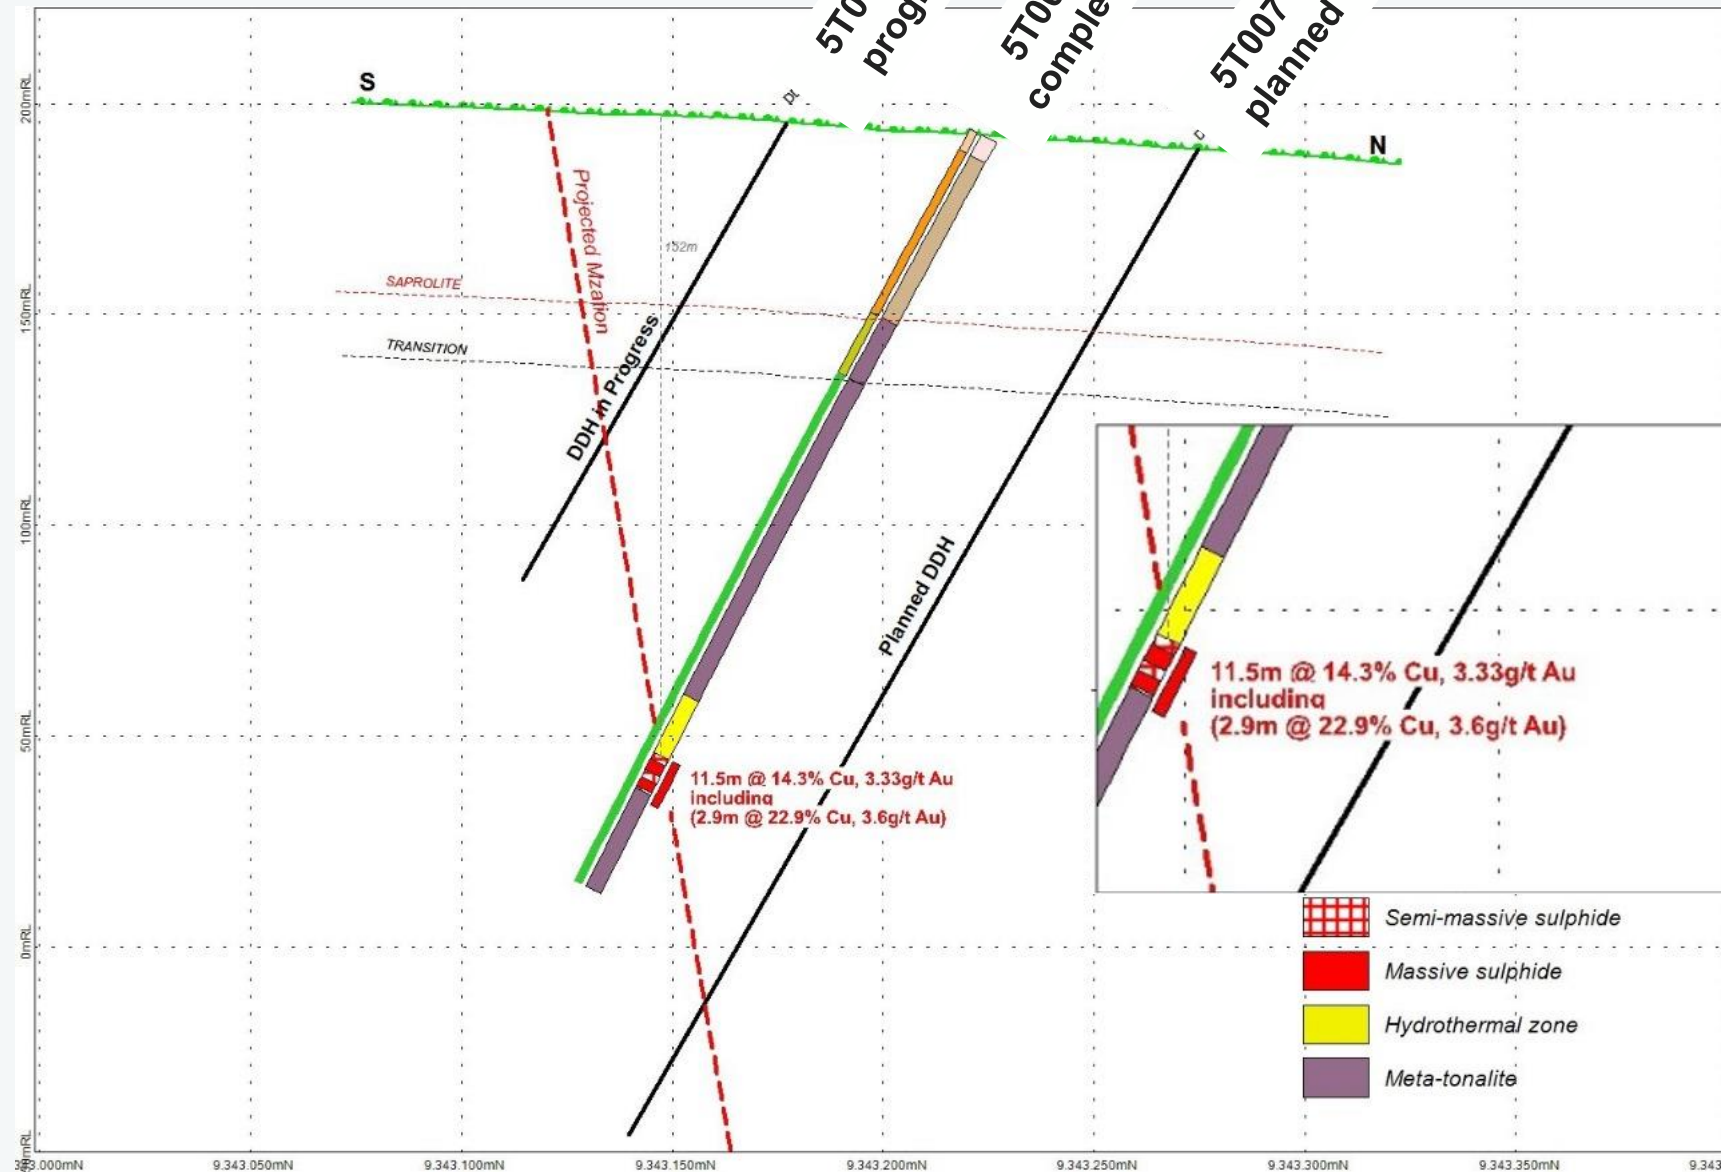 progr
comple
5T007
planned
S
N
200mRL
150mRL
100mRL
50mRL
0mRL
Projected Mzation
152m
SAPROLITE
TRANSITION
DDH in Progress
Planned DDH
11.5m @ 14.3% Cu, 3.33g/t Au
including
(2.9m @ 22.9% Cu, 3.6g/t Au)
11.5m @ 14.3% Cu, 3.33g/t Au
including
(2.9m @ 22.9% Cu, 3.6g/t Au)
Semi-massive sulphide
Massive sulphide
Hydrothermal zone
Meta-tonalite
9.343.050mN
9.343.100mN
9.343.150mN
9.343.200mN
9.343.250mN
9.343.300mN
9.343.350mN